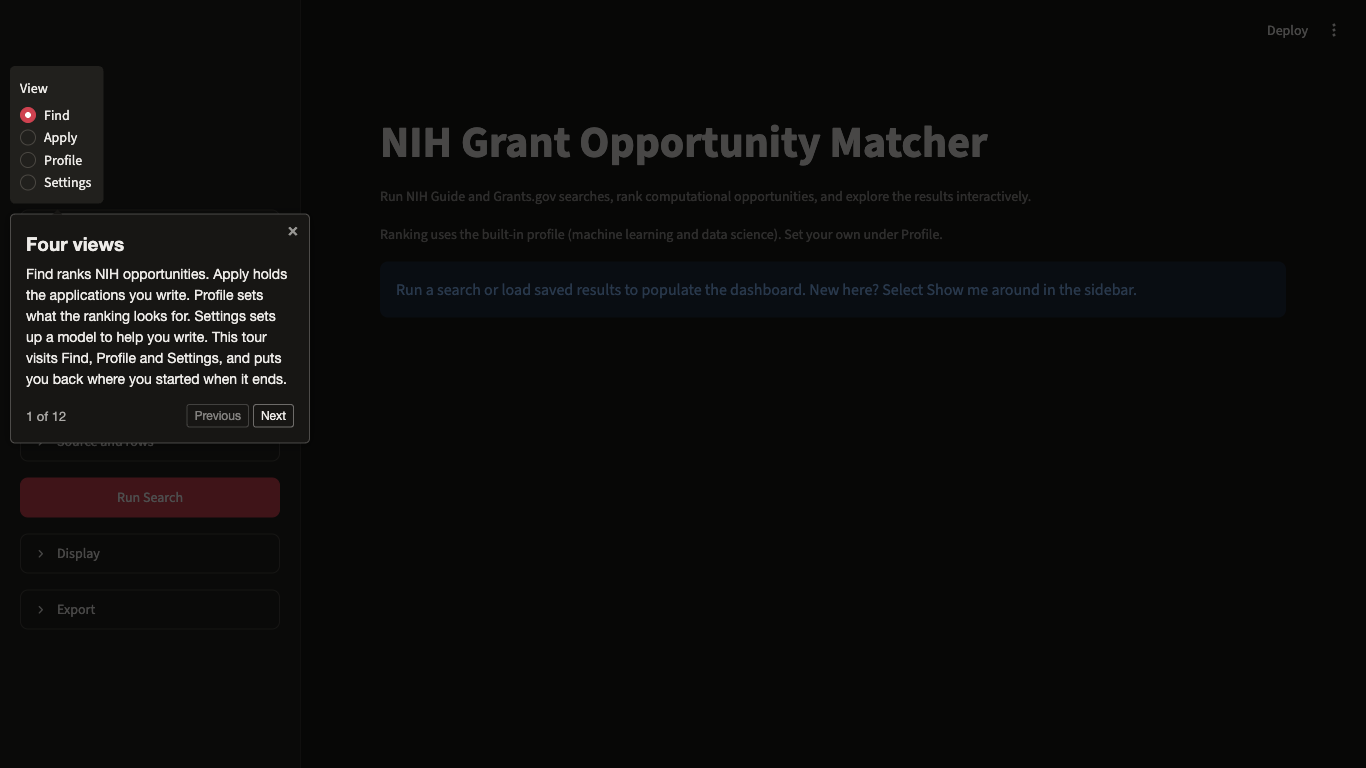 Deploy
View
Find
Apply
Profile
Settings
NIH Grant Opportunity Matcher
Run NIH Guide and Grants.gov searches, rank computational opportunities, and explore the results interactively.
Ranking uses the built-in profile (machine learning and data science). Set your own under Profile.
Run a search or load saved results to populate the dashboard. New here? Select Show me around in the sidebar.
Four views
Find ranks NIH opportunities. Apply holds
the applications you write. Profile sets
what the ranking looks for. Settings sets
up a model to help you write. This tour
visits Find, Profile and Settings, and puts
you back where you started when it ends.
1 of 12
Previous
Next
Source and rows
Run Search
Display
Export